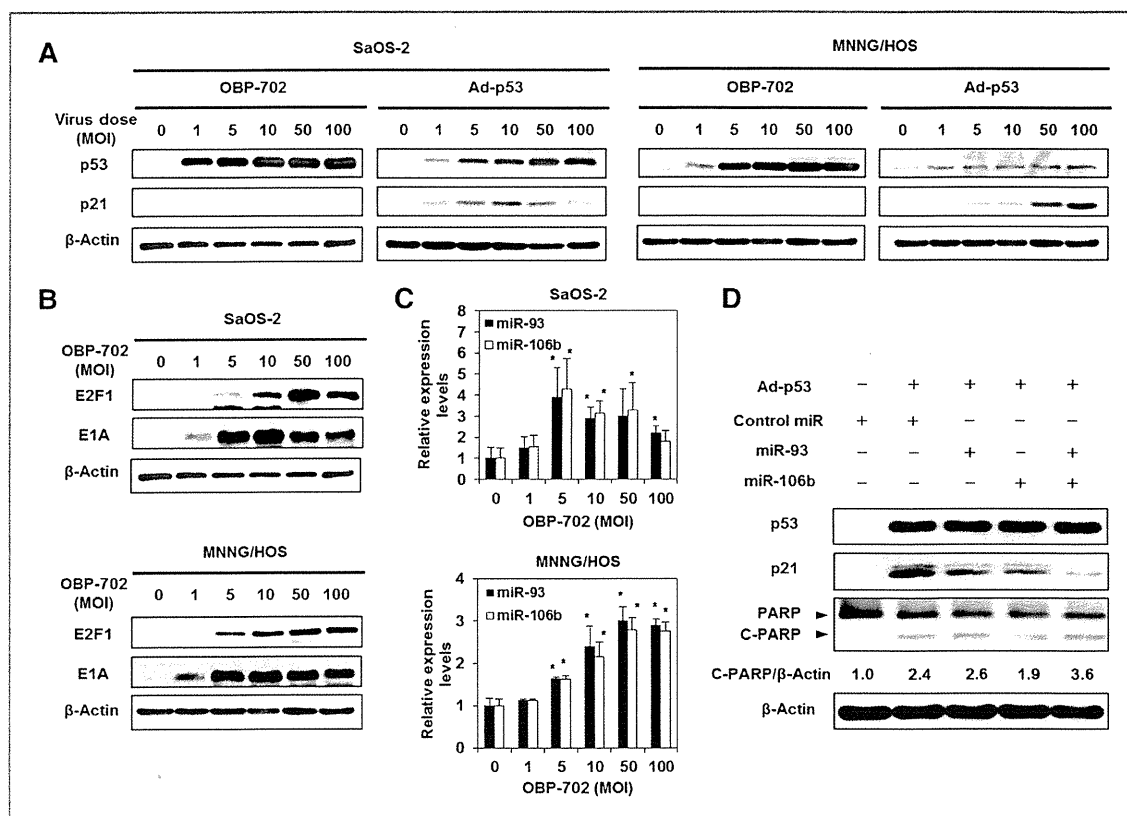 A
SaOS-2
MNNG/HOS
OBP-702
Ad-p53
OBP-702
Ad-p53
Virus dose (MOI)
0 1 5 10 50 100
0 1 5 10 50 100
0 1 5 10 50 100
0 1 5 10 50 100
p53
p21
β-Actin
B
SaOS-2
OBP-702 (MOI)
0 1 5 10 50 100
E2F1
E1A
β-Actin
MNNG/HOS
OBP-702 (MOI)
0 1 5 10 50 100
E2F1
E1A
β-Actin
C
SaOS-2
Relative expression levels
8
7
6
5
4
3
2
1
0
miR-93
miR-106b
* *
* *
*
*
0 1 5 10 50 100
OBP-702 (MOI)
MNNG/HOS
Relative expression levels
4
3
2
1
0
miR-93
miR-106b
* *
* *
* *
* *
0 1 5 10 50 100
OBP-702 (MOI)
D
Ad-p53 – + + + +
Control miR + + – – –
miR-93 – – + – +
miR-106b – – – + +
p53
p21
PARP
C-PARP
C-PARP/β-Actin 1.0 2.4 2.6 1.9 3.6
β-Actin